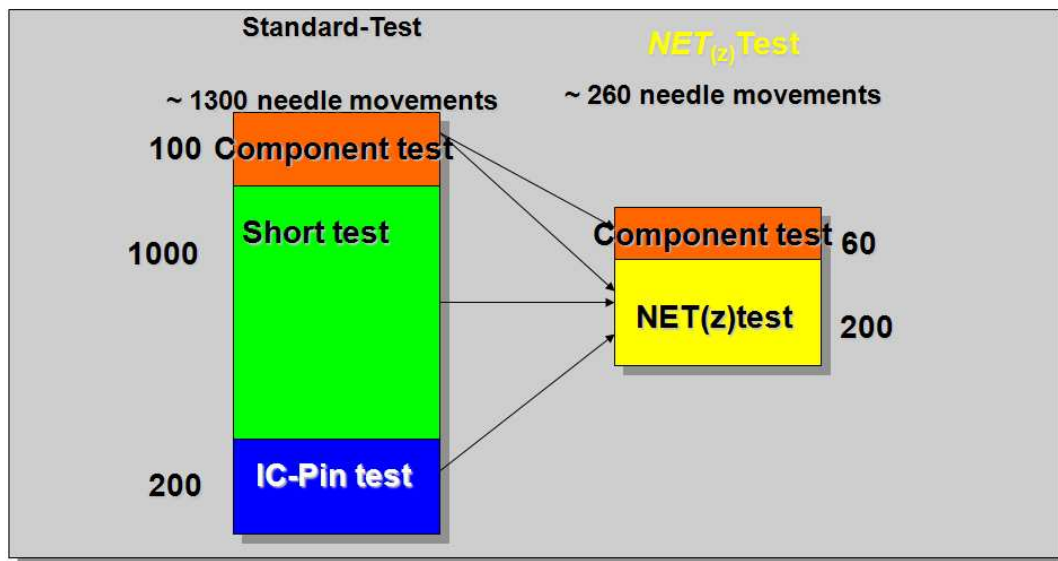 Standard-Test
NET(z)Test
~ 1300 needle movements
~ 260 needle movements
100
Component test
Short test
1000
Component test
60
NET(z)test
200
IC-Pin test
200